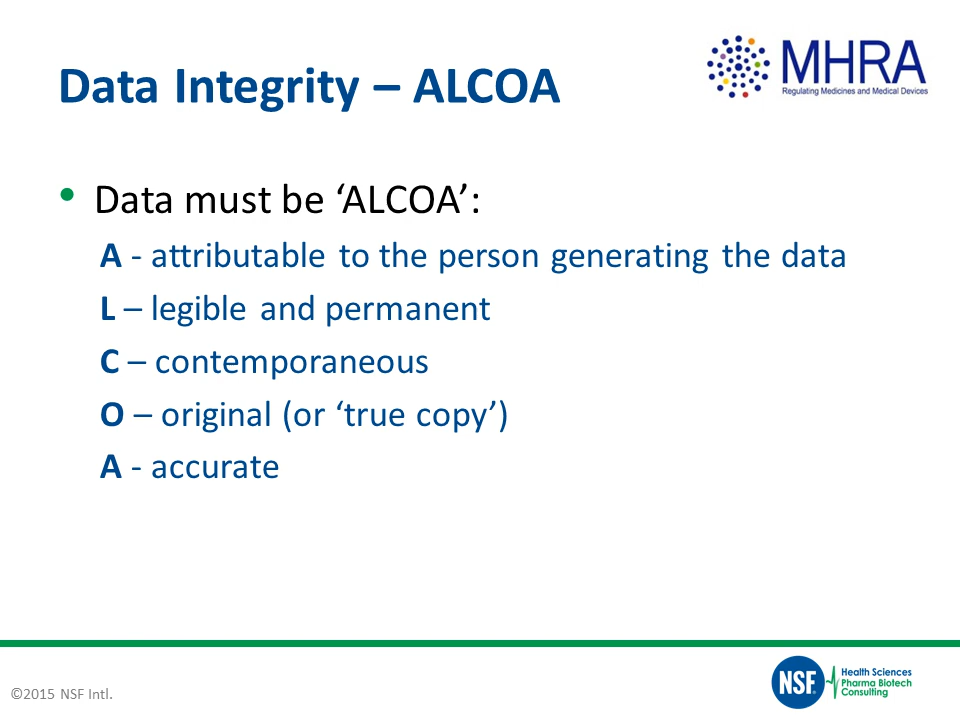 Data Integrity – ALCOA
MHRA
Regulating Medicines and Medical Devices
• Data must be ‘ALCOA’:
A - attributable to the person generating the data
L – legible and permanent
C – contemporaneous
O – original (or ‘true copy’)
A - accurate
©2015 NSF Intl.
NSF.
Health Sciences
Pharma Biotech
Consulting